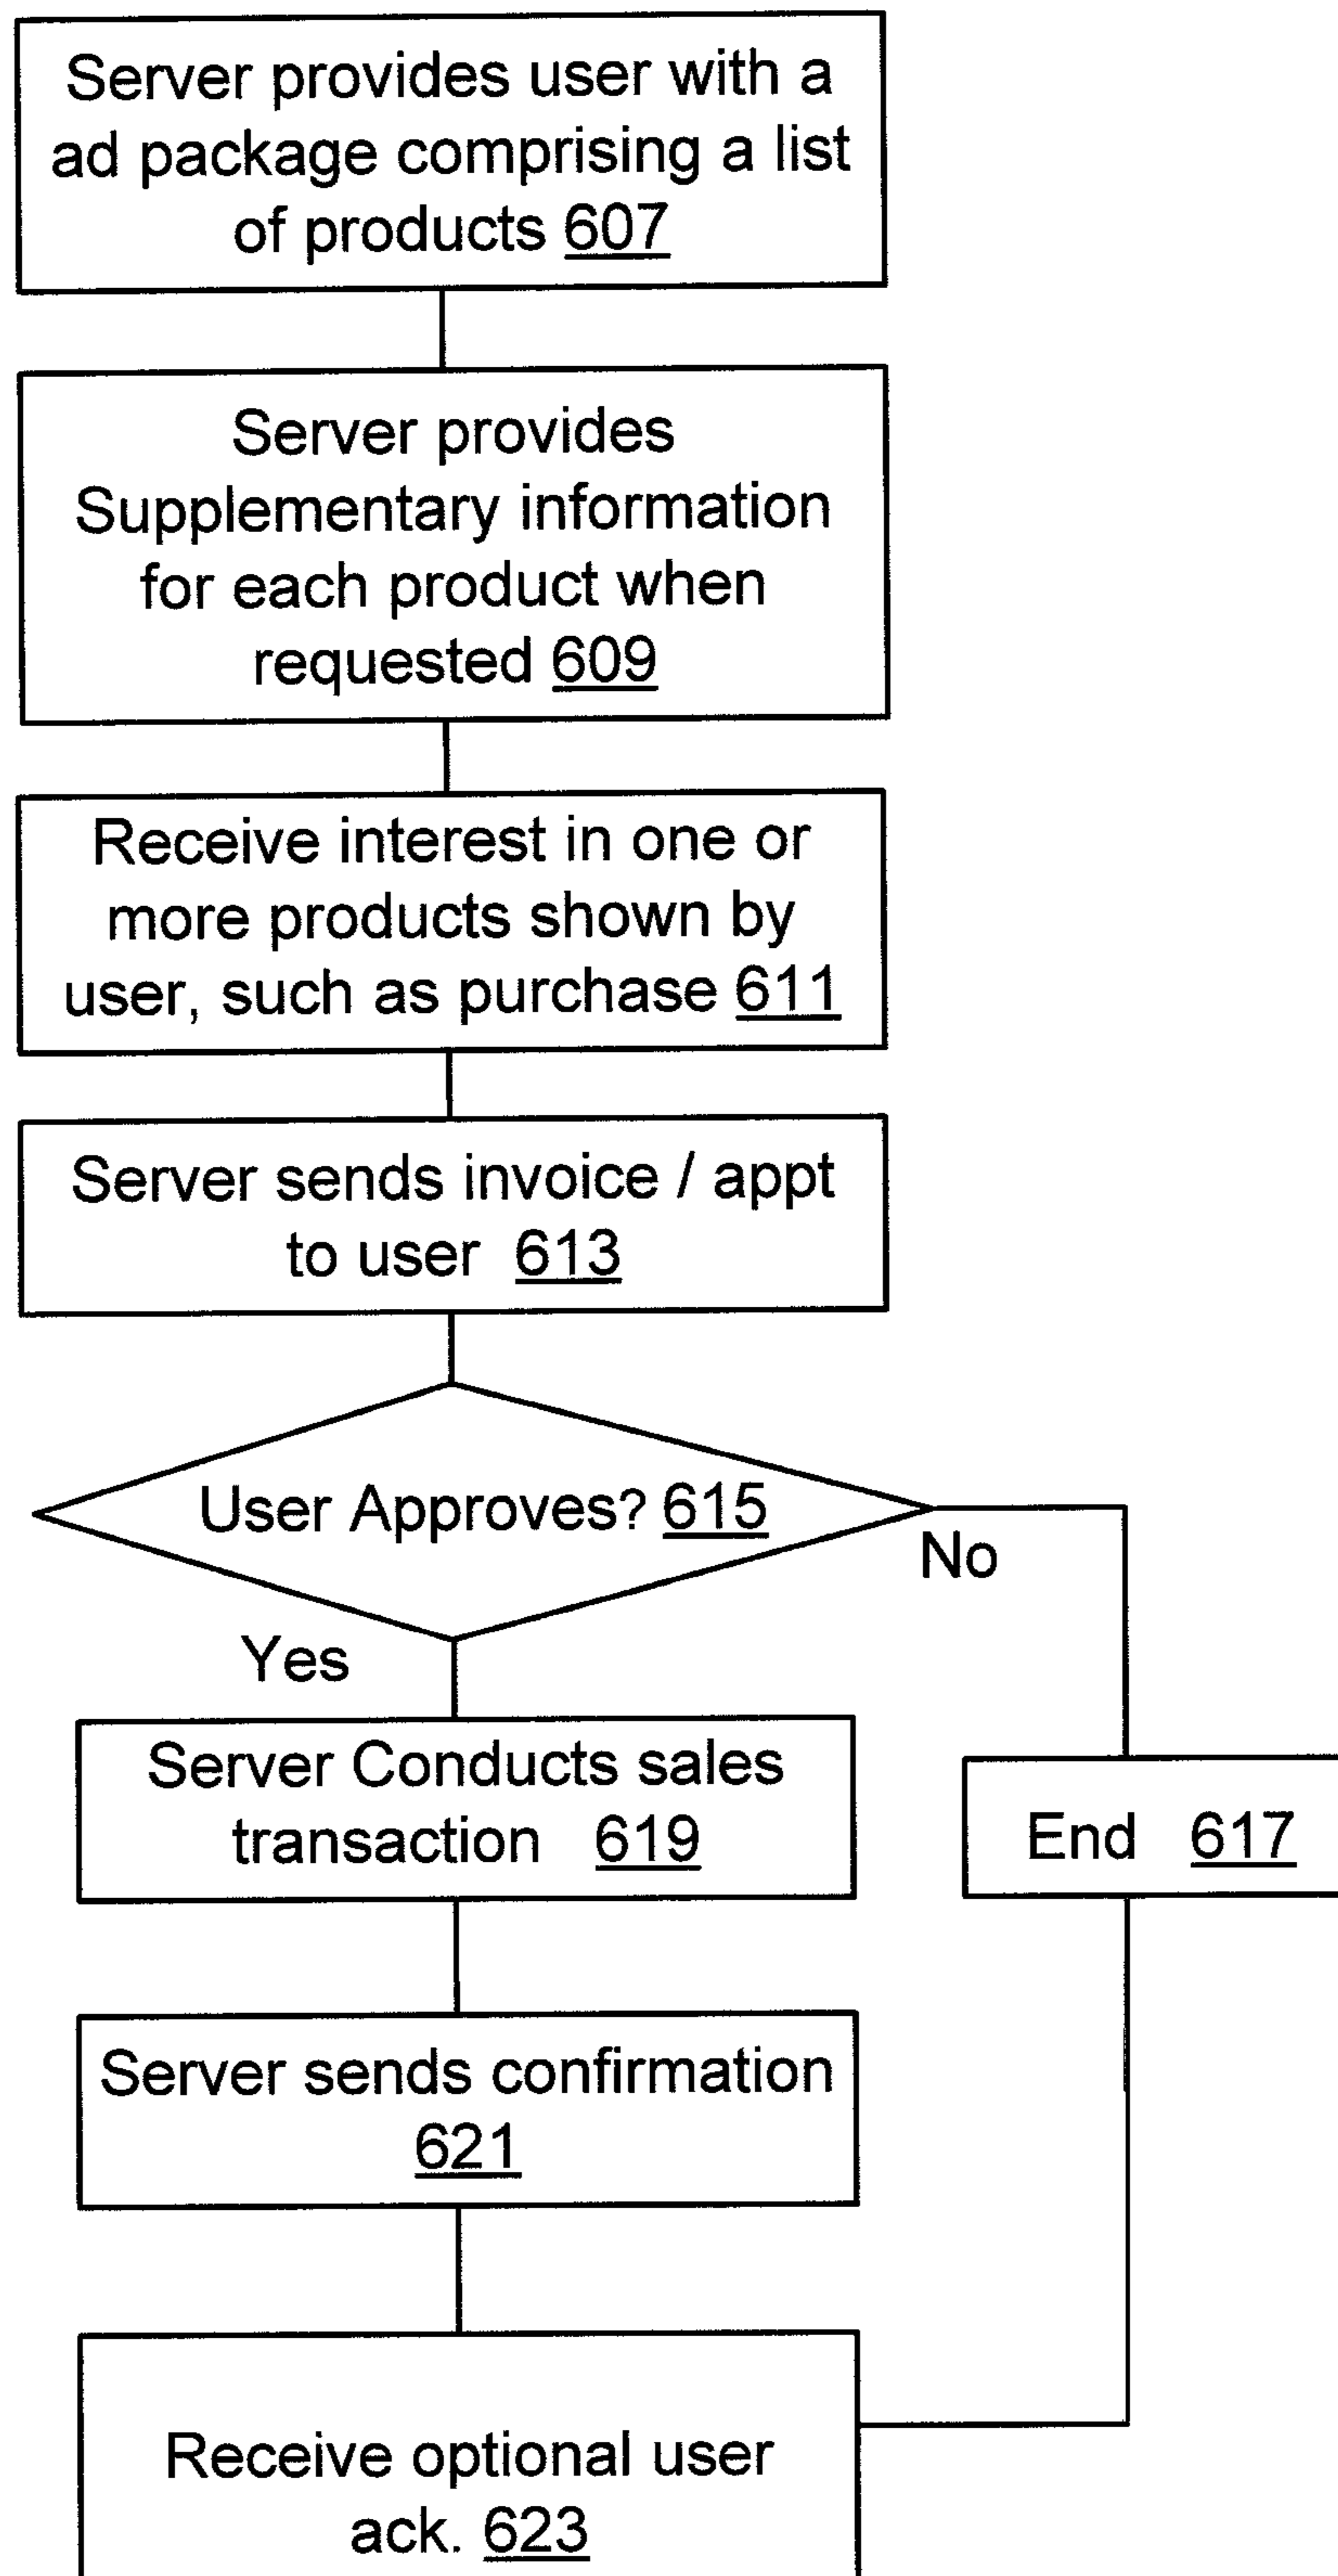 Server provides user with a
ad package comprising a list
of products 607
Server provides
Supplementary information
for each product when
requested 609
Receive interest in one or
more products shown by
user, such as purchase 611
Server sends invoice / appt
to user 613
User Approves? 615
No
Yes
Server Conducts sales
transaction 619
End 617
Server sends confirmation
621
Receive optional user
ack. 623